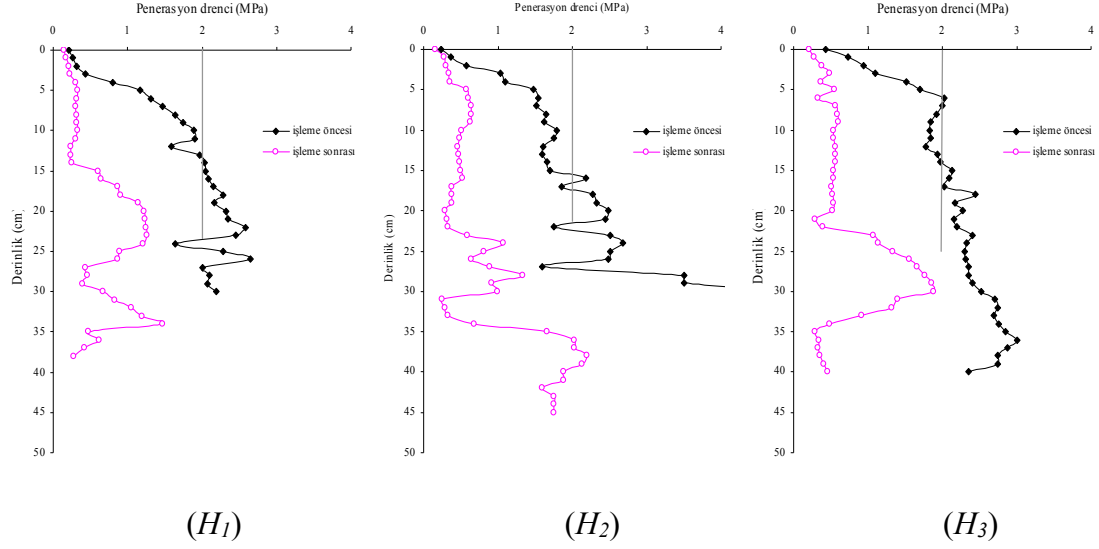 Penerasyon drenci (MPa)
0 1 2 3 4
0
5
10
15
20
25
30
35
40
45
50
Derinlik (cm)
işleme öncesi
işleme sonrası
(H1)
Penerasyon drenci (MPa)
0 1 2 3 4
0
5
10
15
20
25
30
35
40
45
50
Derinlik (cm)
işleme öncesi
işleme sonrası
(H2)
Penerasyon drenci (MPa)
0 1 2 3 4
0
5
10
15
20
25
30
35
40
45
50
Derinlik (cm)
işleme öncesi
işleme sonrası
(H3)